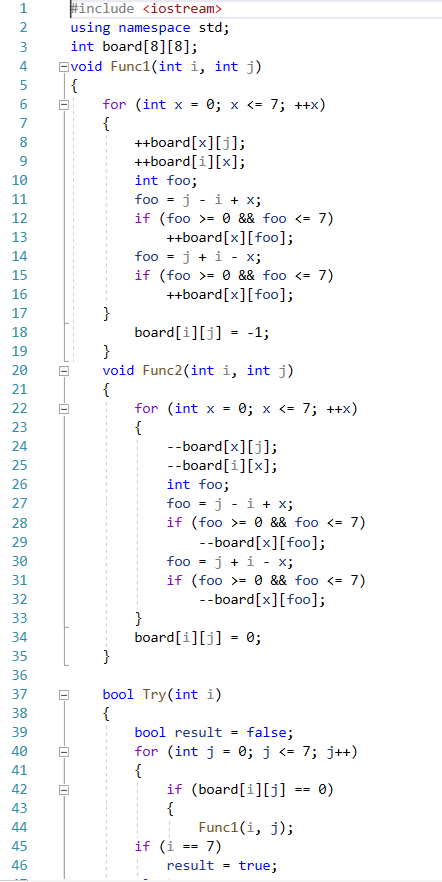 1 #include <iostream>
2 using namespace std;
3 int board[8][8];
4 void Func1(int i, int j)
5 {
6 for (int x = 0; x <= 7; ++x)
7 {
8 ++board[x][j];
9 ++board[i][x];
10 int foo;
11 foo = j - i + x;
12 if (foo >= 0 && foo <= 7)
13 ++board[x][foo];
14 foo = j + i - x;
15 if (foo >= 0 && foo <= 7)
16 ++board[x][foo];
17 }
18 board[i][j] = -1;
19 }
20 void Func2(int i, int j)
21 {
22 for (int x = 0; x <= 7; ++x)
23 {
24 --board[x][j];
25 --board[i][x];
26 int foo;
27 foo = j - i + x;
28 if (foo >= 0 && foo <= 7)
29 --board[x][foo];
30 foo = j + i - x;
31 if (foo >= 0 && foo <= 7)
32 --board[x][foo];
33 }
34 board[i][j] = 0;
35 }
36
37 bool Try(int i)
38 {
39 bool result = false;
40 for (int j = 0; j <= 7; j++)
41 {
42 if (board[i][j] == 0)
43 {
44 Func1(i, j);
45 if (i == 7)
46 result = true;